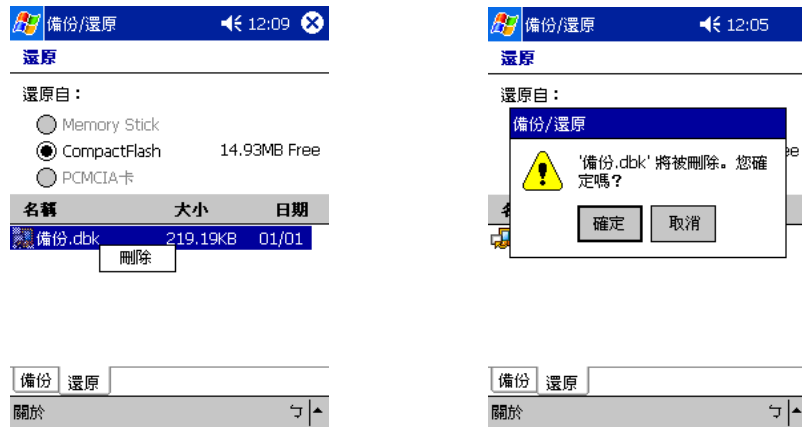 備份/還原 12:09
還原
還原自：
Memory Stick
CompactFlash 14.93MB Free
PCMCIA卡
名稱 大小 日期
備份.dbk 219.19KB 01/01
刪除
備份 還原
關於 ㄅ
備份/還原 12:05
還原
還原自：
備份/還原
'備份.dbk' 將被刪除。您確
定嗎？
確定 取消
ee
備份 還原
關於 ㄅ